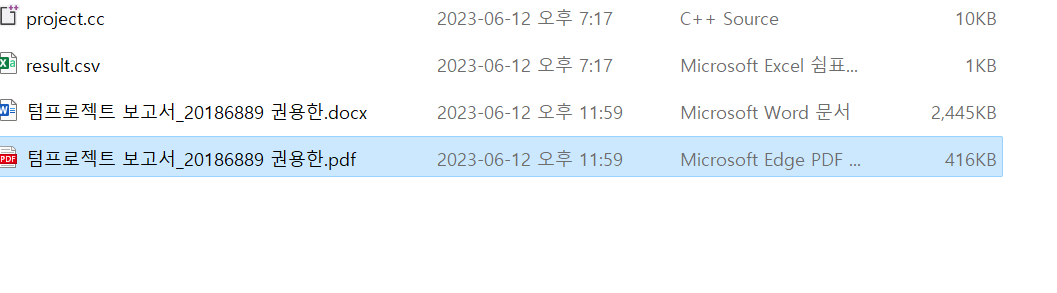 project.cc 2023-06-12 오후 7:17 C++ Source 10KB
result.csv 2023-06-12 오후 7:17 Microsoft Excel 쉼표... 1KB
텀프로젝트 보고서_20186889 권용한.docx 2023-06-12 오후 11:59 Microsoft Word 문서 2,445KB
텀프로젝트 보고서_20186889 권용한.pdf 2023-06-12 오후 11:59 Microsoft Edge PDF ... 416KB